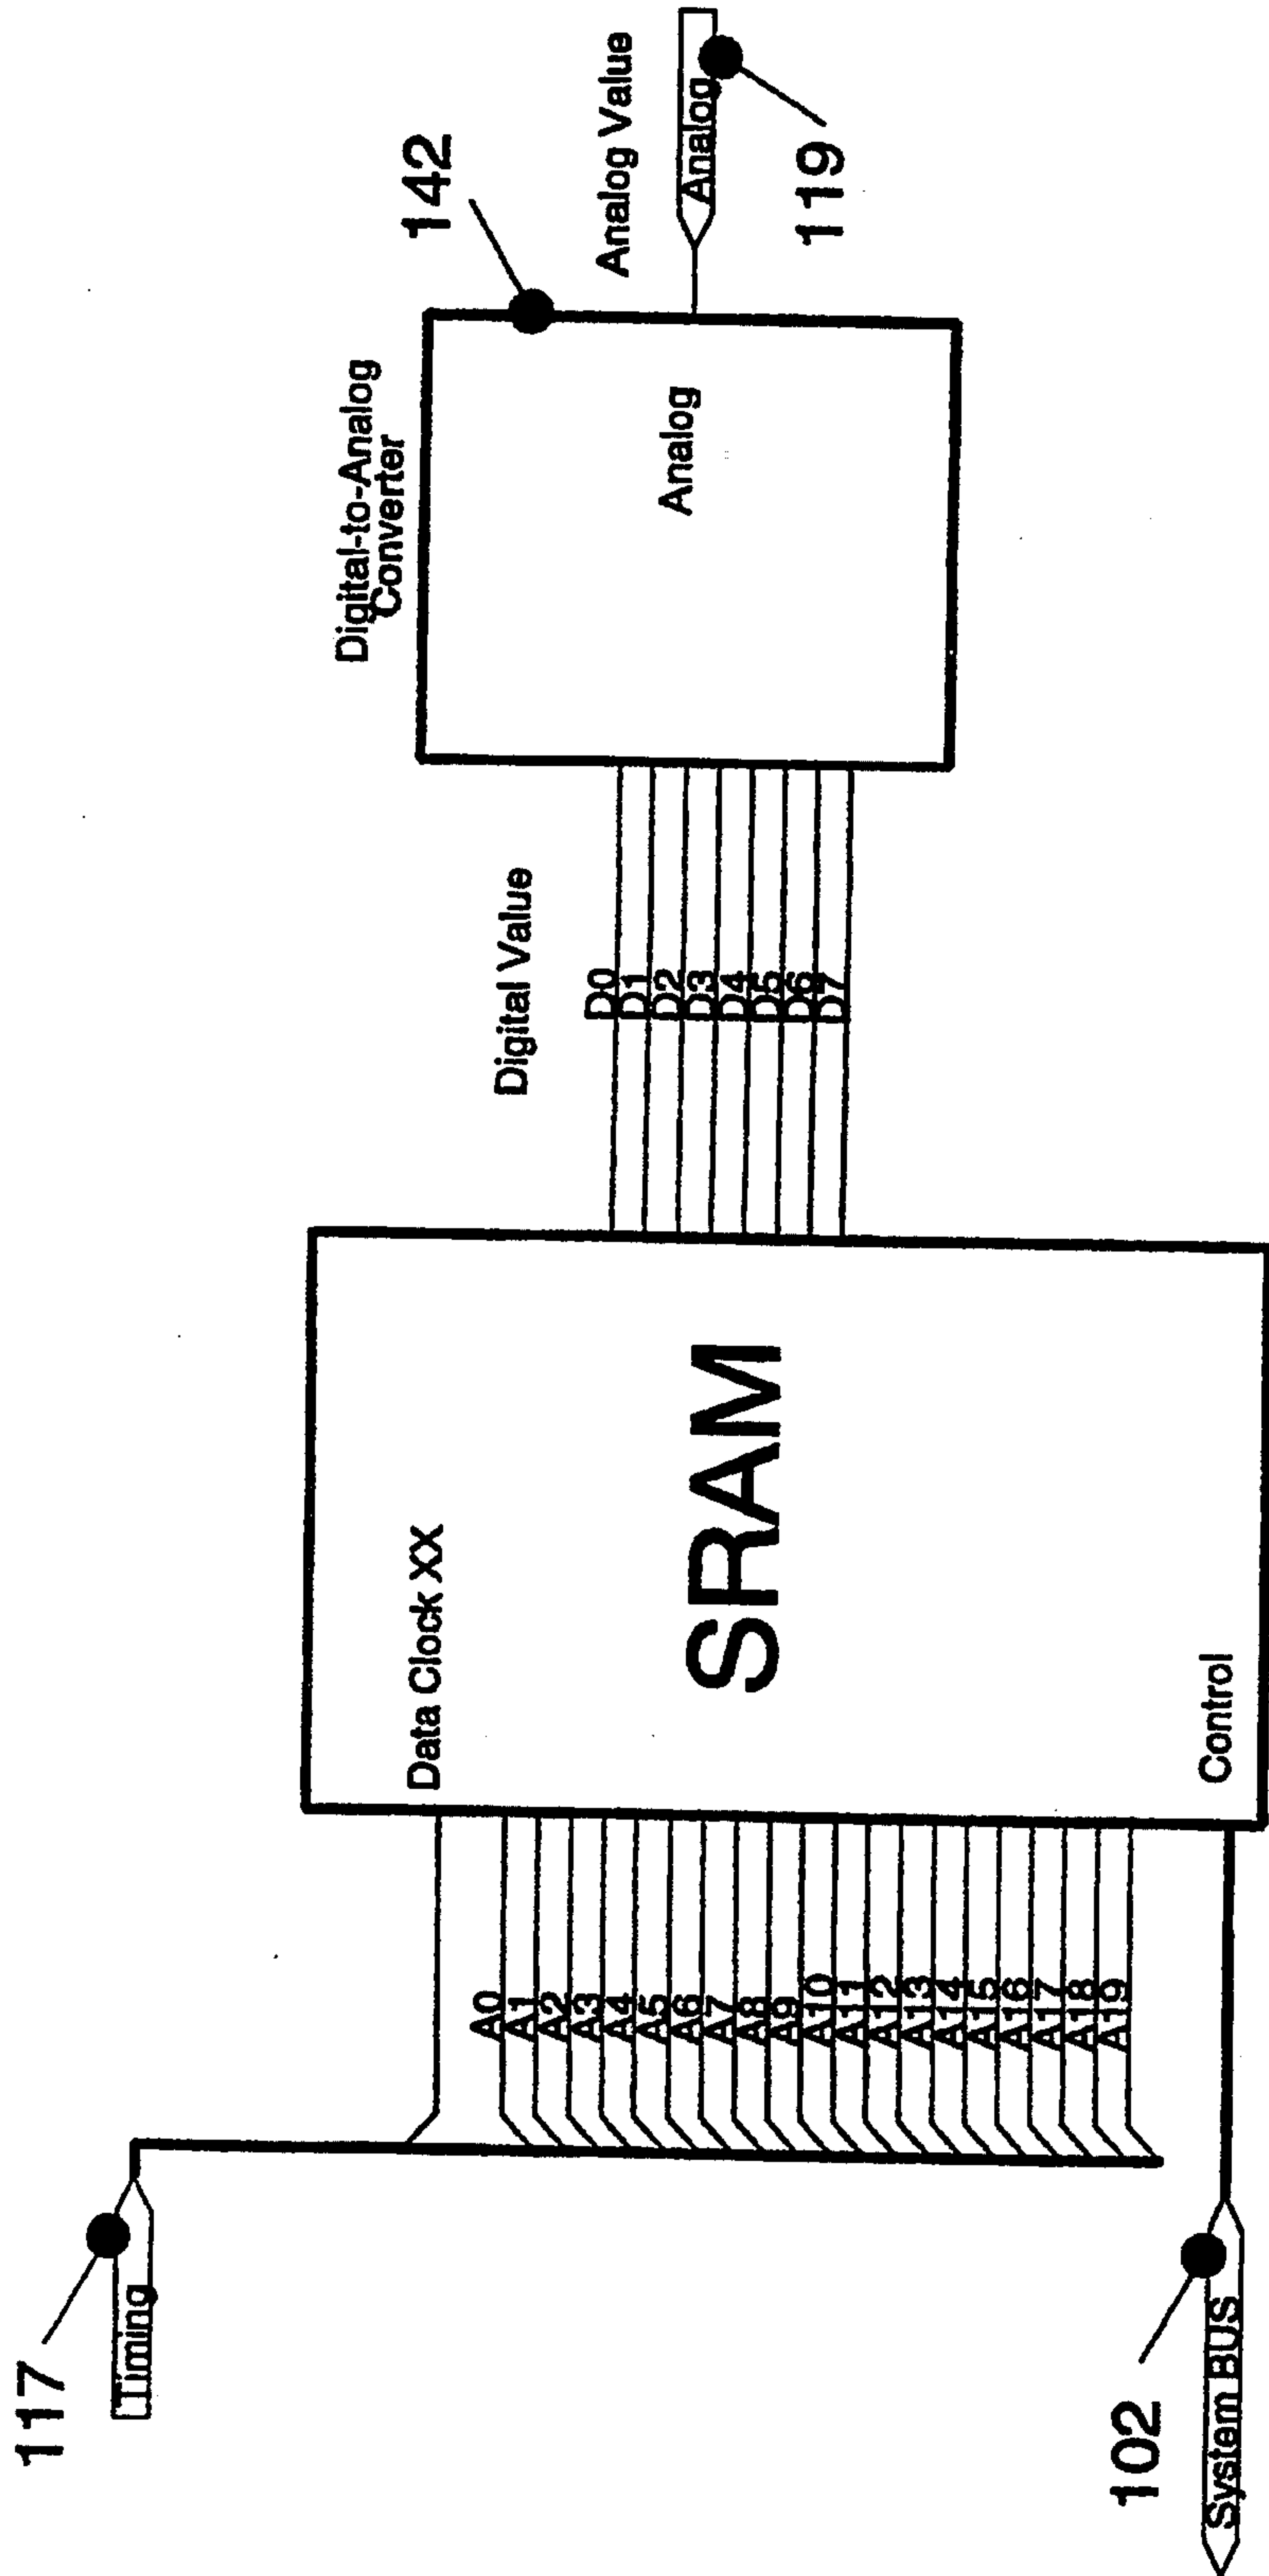 117
Timing
102
System BUS
A0
A1
A2
A3
A4
A5
A6
A7
A8
A9
A10
A11
A12
A13
A14
A15
A16
A17
A18
A19
Data Clock XX
SRAM
Control
Digital Value
D0
D1
D2
D3
D4
D5
D6
D7
Digital-to-Analog
Converter
Analog
142
Analog Value
Analog
119